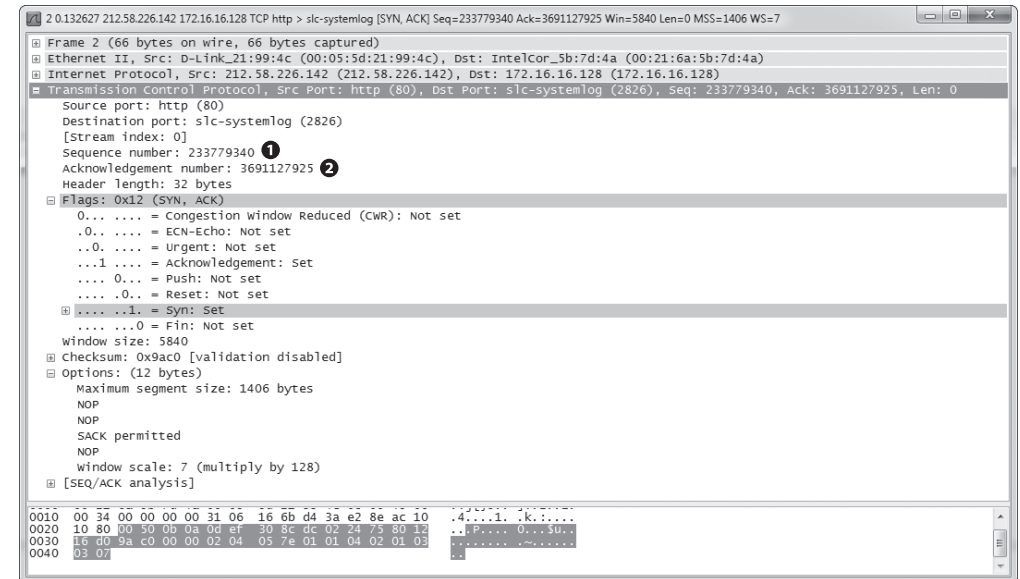 2 0.132627 212.58.226.142 172.16.16.128 TCP http > slc-systemlog [SYN, ACK] Seq=233779340 Ack=3691127925 Win=5840 Len=0 MSS=1406 WS=7
Frame 2 (66 bytes on wire, 66 bytes captured)
Ethernet II, Src: D-Link_21:99:4c (00:05:5d:21:99:4c), Dst: IntelCor_5b:7d:4a (00:21:6a:5b:7d:4a)
Internet Protocol, Src: 212.58.226.142 (212.58.226.142), Dst: 172.16.16.128 (172.16.16.128)
Transmission Control Protocol, Src Port: http (80), Dst Port: slc-systemlog (2826), Seq: 233779340, Ack: 3691127925, Len: 0
Source port: http (80)
Destination port: slc-systemlog (2826)
[Stream index: 0]
Sequence number: 233779340 1
Acknowledgement number: 3691127925 2
Header length: 32 bytes
Flags: 0x12 (SYN, ACK)
0... .... = Congestion Window Reduced (CWR): Not set
.0.. .... = ECN-Echo: Not set
..0. .... = Urgent: Not set
...1 .... = Acknowledgement: Set
.... 0... = Push: Not set
.... .0.. = Reset: Not set
.... ..1. = Syn: Set
.... ...0 = Fin: Not set
Window size: 5840
Checksum: 0x9ac0 [validation disabled]
Options: (12 bytes)
Maximum segment size: 1406 bytes
NOP
NOP
SACK permitted
NOP
Window scale: 7 (multiply by 128)
[SEQ/ACK analysis]
0010 00 34 00 00 00 00 31 06 16 6b d4 3a e2 8e ac 10 .4....1. .k.:....
0020 10 80 00 50 0b 0a 0d ef 30 8c dc 02 24 75 80 12 ...P.... 0...$u..
0030 16 d0 9a c0 00 00 02 04 05 7e 01 01 04 02 01 03 ........ .~......
0040 03 07 ..